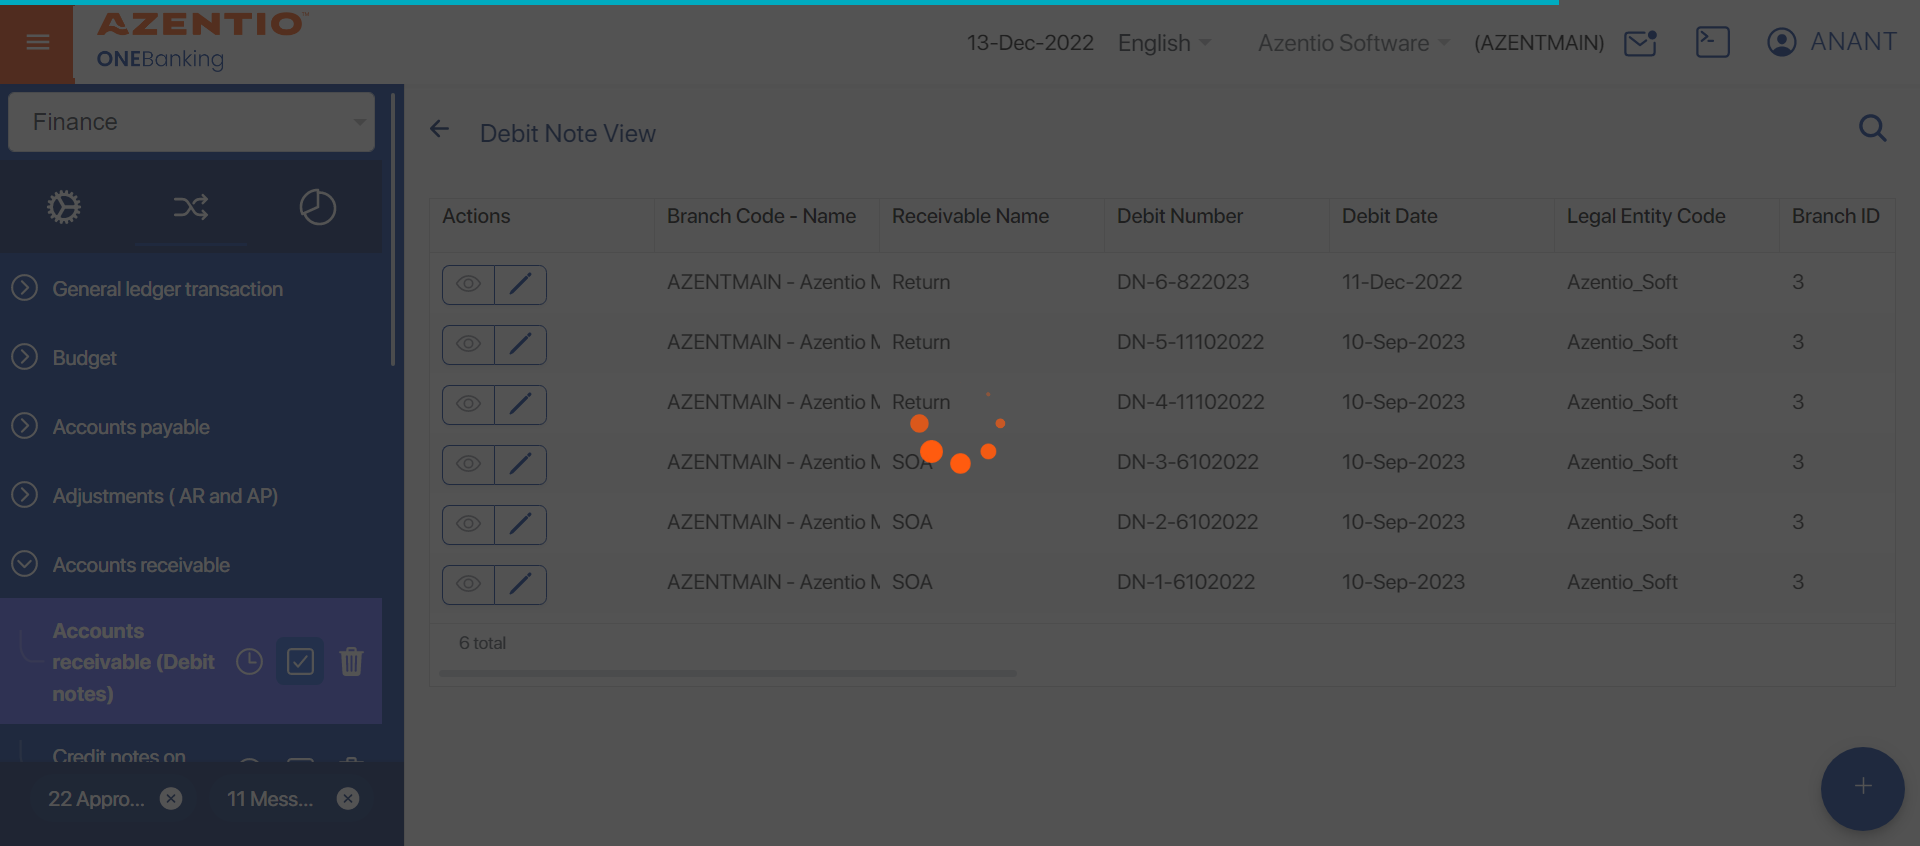 AZENTIO™
ONEBanking
13-Dec-2022 English Azentio Software (AZENTMAIN) ANANT
Finance
General ledger transaction
Budget
Accounts payable
Adjustments ( AR and AP)
Accounts receivable
Accounts
receivable (Debit
notes)
Credit notes on
22 Appro...
11 Mess...
Debit Note View
Actions Branch Code - Name Receivable Name Debit Number Debit Date Legal Entity Code Branch ID
AZENTMAIN - Azentio M Return DN-6-822023 11-Dec-2022 Azentio_Soft 3
AZENTMAIN - Azentio M Return DN-5-11102022 10-Sep-2023 Azentio_Soft 3
AZENTMAIN - Azentio M Return DN-4-11102022 10-Sep-2023 Azentio_Soft 3
AZENTMAIN - Azentio M SOA DN-3-6102022 10-Sep-2023 Azentio_Soft 3
AZENTMAIN - Azentio M SOA DN-2-6102022 10-Sep-2023 Azentio_Soft 3
AZENTMAIN - Azentio M SOA DN-1-6102022 10-Sep-2023 Azentio_Soft 3
6 total